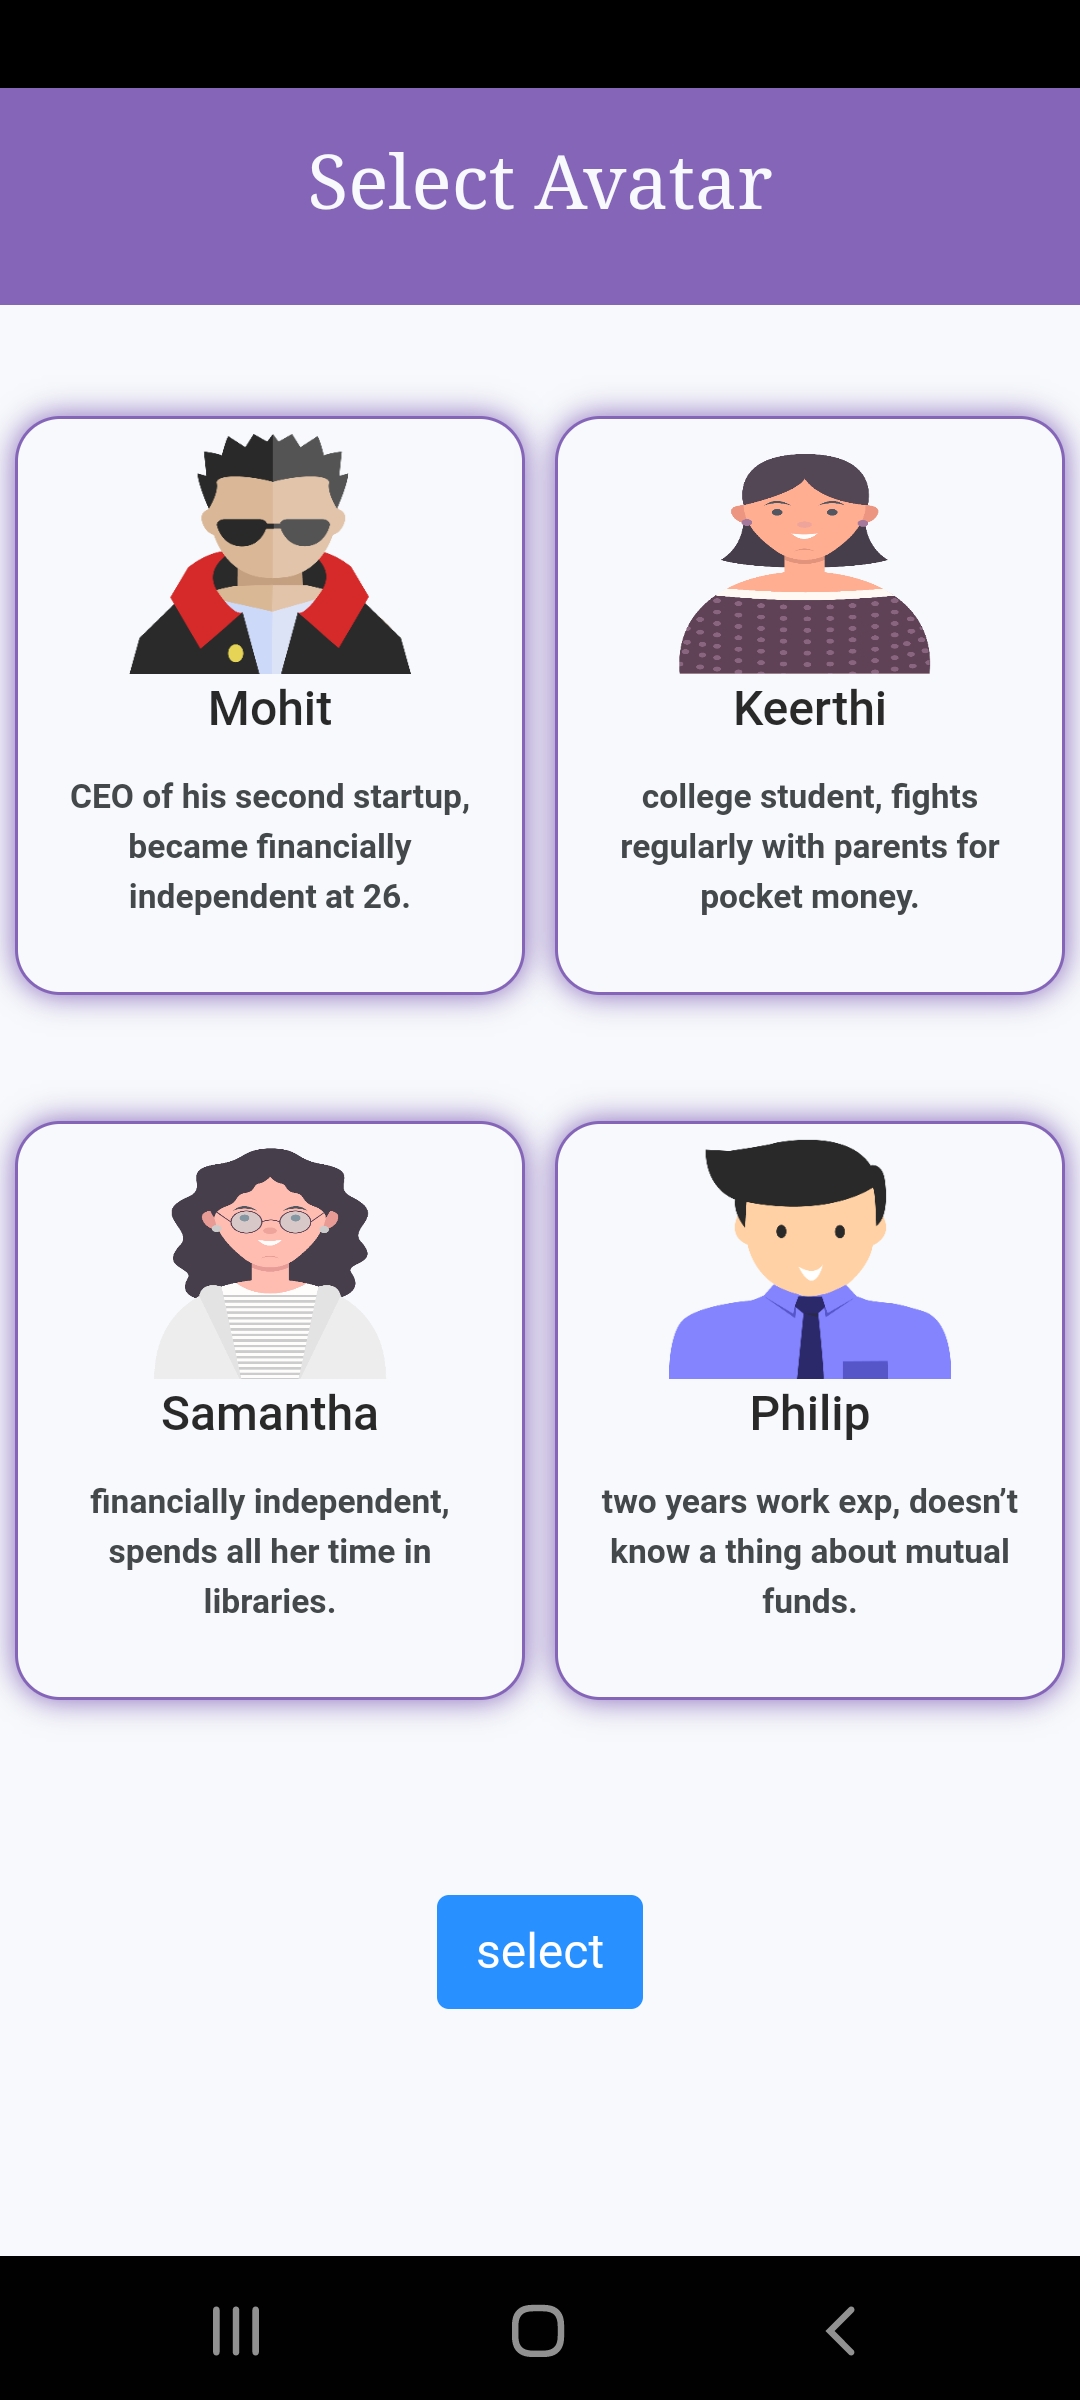 Select Avatar
Mohit
CEO of his second startup,
became financially
independent at 26.
Keerthi
college student, fights
regularly with parents for
pocket money.
Samantha
financially independent,
spends all her time in
libraries.
Philip
two years work exp, doesn’t
know a thing about mutual
funds.
select